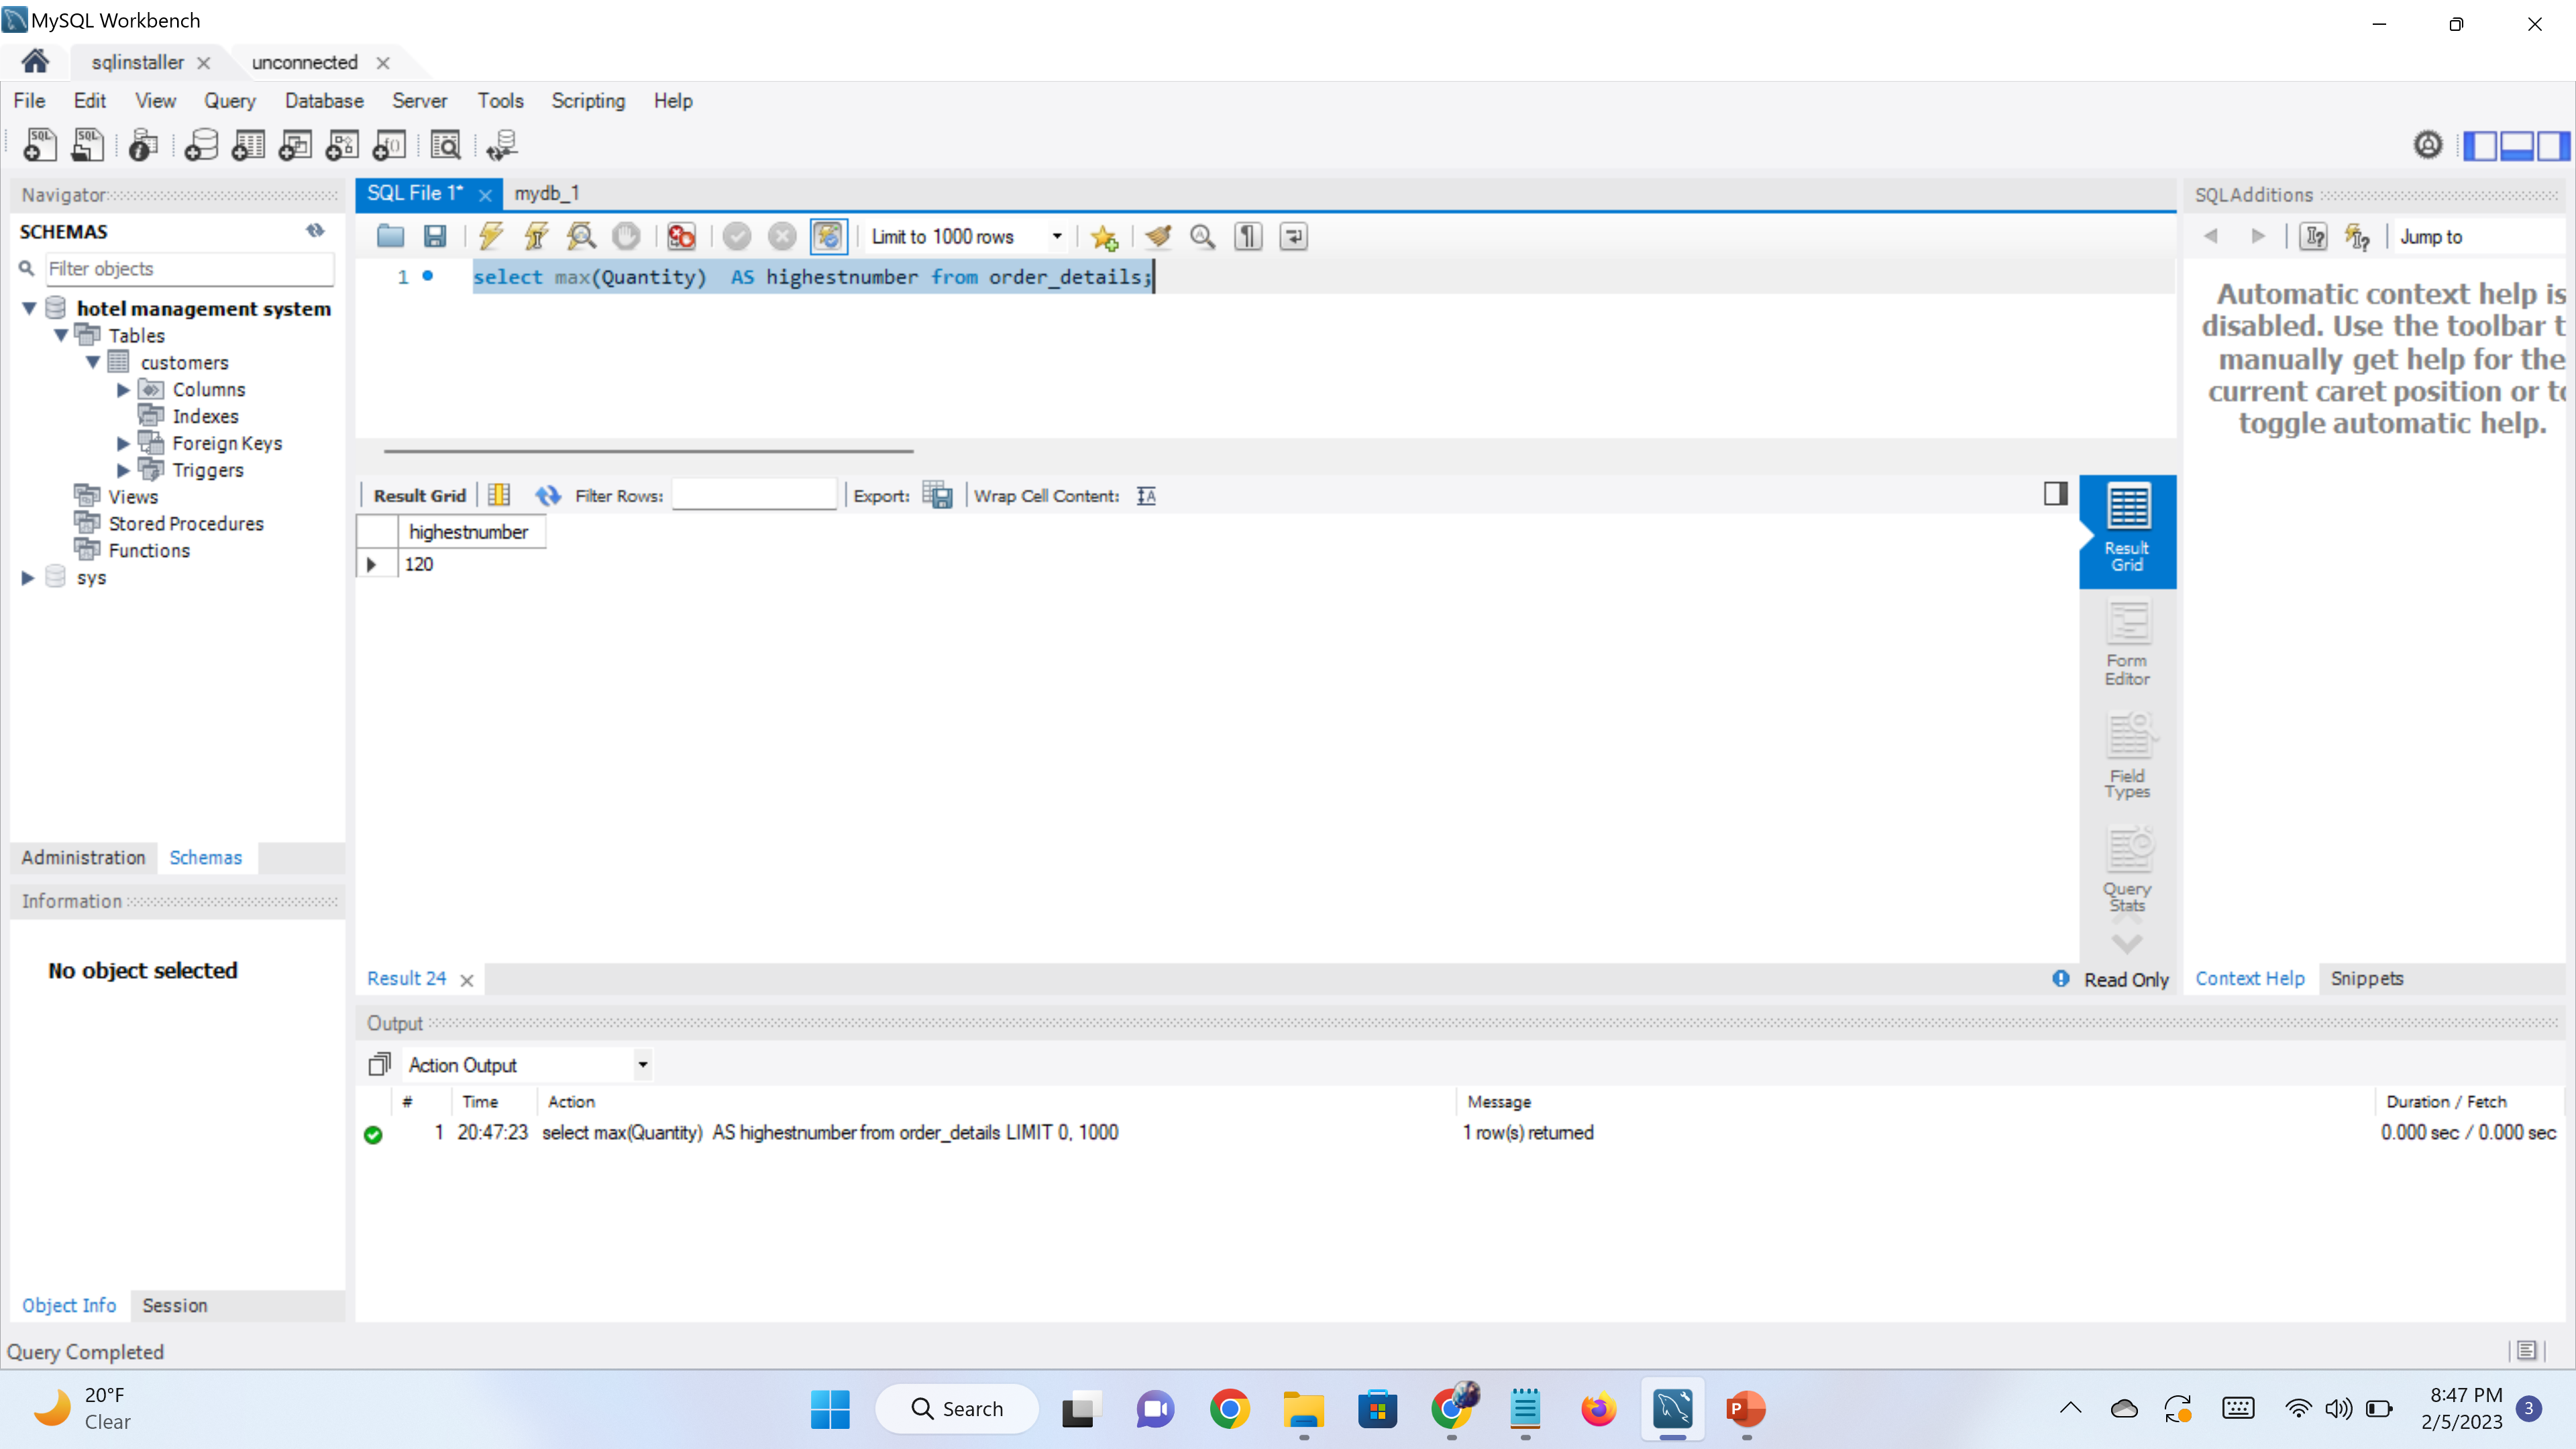 MySQL Workbench
sqlinstaller
unconnected
File Edit View Query Database Server Tools Scripting Help
Navigator
SCHEMAS
Filter objects
hotel management system
Tables
customers
Columns
Indexes
Foreign Keys
Triggers
Views
Stored Procedures
Functions
sys
Administration Schemas
Information
No object selected
Object Info Session
SQL File 1* mydb_1
Limit to 1000 rows
1 select max(Quantity)  AS highestnumber from order_details;
Result Grid Filter Rows: Export: Wrap Cell Content:
highestnumber
120
Result
Grid
Form
Editor
Field
Types
Query
Stats
Result 24
Read Only
SQLAdditions
Jump to
Automatic context help is
disabled. Use the toolbar t
manually get help for the
current caret position or to
toggle automatic help.
Context Help Snippets
Output
Action Output
# Time Action Message Duration / Fetch
1 20:47:23 select max(Quantity)  AS highestnumber from order_details LIMIT 0, 1000 1 row(s) returned 0.000 sec / 0.000 sec
Query Completed
20°F
Clear
Search
8:47 PM
2/5/2023
3